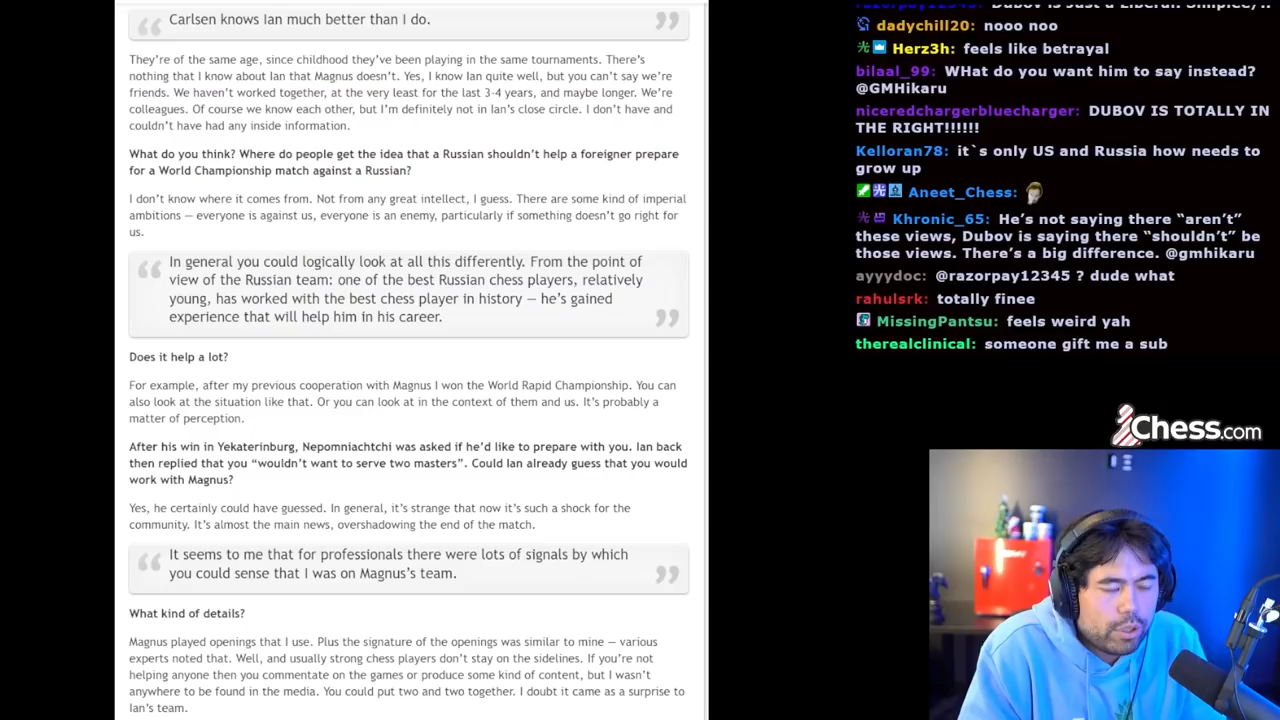 Carlsen knows Ian much better than I do.
They're of the same age, since childhood they've been playing in the same tournaments. There's
nothing that I know about Ian that Magnus doesn't. Yes, I know Ian quite well, but you can't say we're
friends. We haven't worked together, at the very least for the last 3-4 years, and maybe longer. We're
colleagues. Of course we know each other, but I'm definitely not in Ian's close circle. I don't have and
couldn't have had any inside information.
What do you think? Where do people get the idea that a Russian shouldn't help a foreigner prepare
for a World Championship match against a Russian?
I don't know where it comes from. Not from any great intellect, I guess. There are some kind of imperial
ambitions — everyone is against us, everyone is an enemy, particularly if something doesn't go right for
us.
In general you could logically look at all this differently. From the point of
view of the Russian team: one of the best Russian chess players, relatively
young, has worked with the best chess player in history — he's gained
experience that will help him in his career.
Does it help a lot?
For example, after my previous cooperation with Magnus I won the World Rapid Championship. You can
also look at the situation like that. Or you can look at in the context of them and us. It's probably a
matter of perception.
After his win in Yekaterinburg, Nepomniachtchi was asked if he'd like to prepare with you. Ian back
then replied that you "wouldn't want to serve two masters". Could Ian already guess that you would
work with Magnus?
Yes, he certainly could have guessed. In general, it's strange that now it's such a shock for the
community. It's almost the main news, overshadowing the end of the match.
It seems to me that for professionals there were lots of signals by which
you could sense that I was on Magnus's team.
What kind of details?
Magnus played openings that I use. Plus the signature of the openings was similar to mine — various
experts noted that. Well, and usually strong chess players don't stay on the sidelines. If you're not
helping anyone then you commentate on the games or produce some kind of content, but I wasn't
anywhere to be found in the media. You could put two and two together. I doubt it came as a surprise to
Ian's team.
dadychill20: nooo noo
Herz3h: feels like betrayal
bilaal_99: WHat do you want him to say instead?
@GMHikaru
niceredchargerbluecharger: DUBOV IS TOTALLY IN
THE RIGHT!!!!!!
Kelloran78: it`s only US and Russia how needs to
grow up
Aneet_Chess:
Khronic_65: He's not saying there "aren't"
these views, Dubov is saying there "shouldn't" be
those views. There's a big difference. @gmhikaru
ayyydoc: @razorpay12345 ? dude what
rahulsrk: totally finee
MissingPantsu: feels weird yah
therealclinical: someone gift me a sub
Chess.com